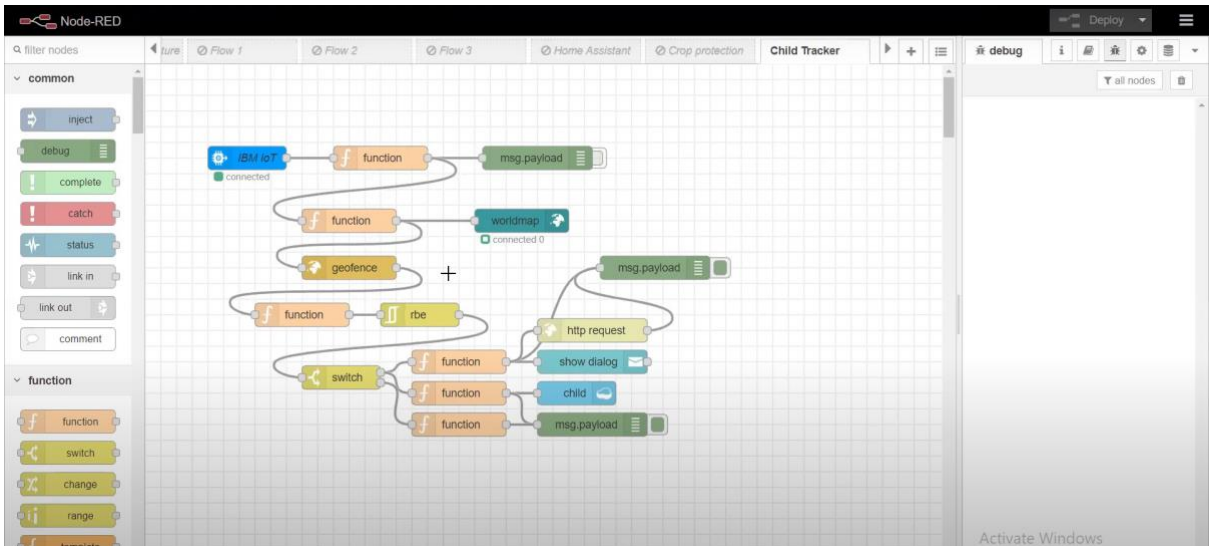 Node-RED
Deploy
filter nodes
ture
Flow 1
Flow 2
Flow 3
Home Assistant
Crop protection
Child Tracker
debug
i
all nodes
common
inject
debug
complete
catch
status
link in
link out
comment
function
function
switch
change
range
template
IBM IoT
connected
function
msg.payload
function
worldmap
connected 0
geofence
msg.payload
function
rbe
http request
switch
function
show dialog
function
child
function
msg.payload
Activate Windows